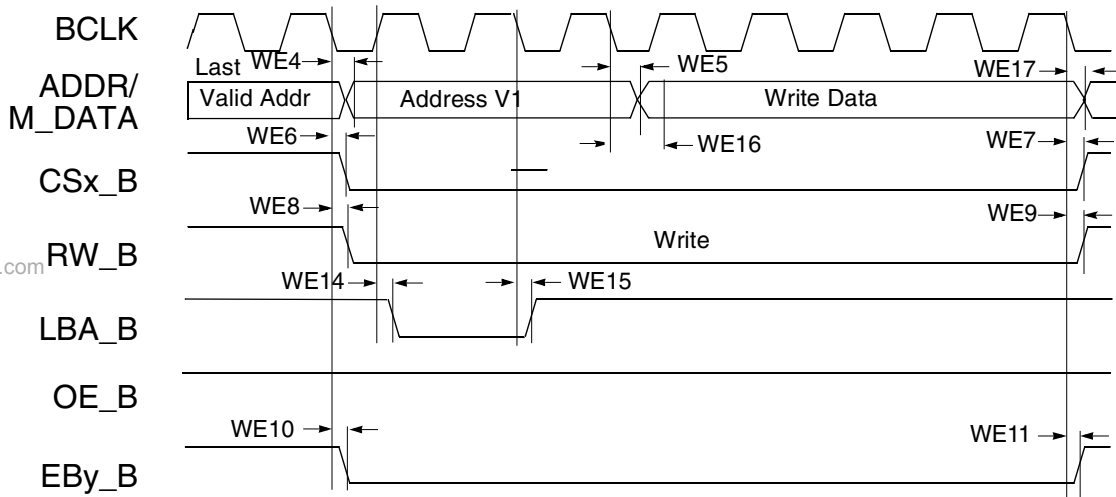 BCLK
WE4 WE5 WE17
Last
ADDR/ Valid Addr Address V1 Write Data
M_DATA
WE6 WE16 WE7
CSx_B
WE8 WE9
.com RW_B Write
WE14 WE15
LBA_B
OE_B
WE10 WE11
EBy_B